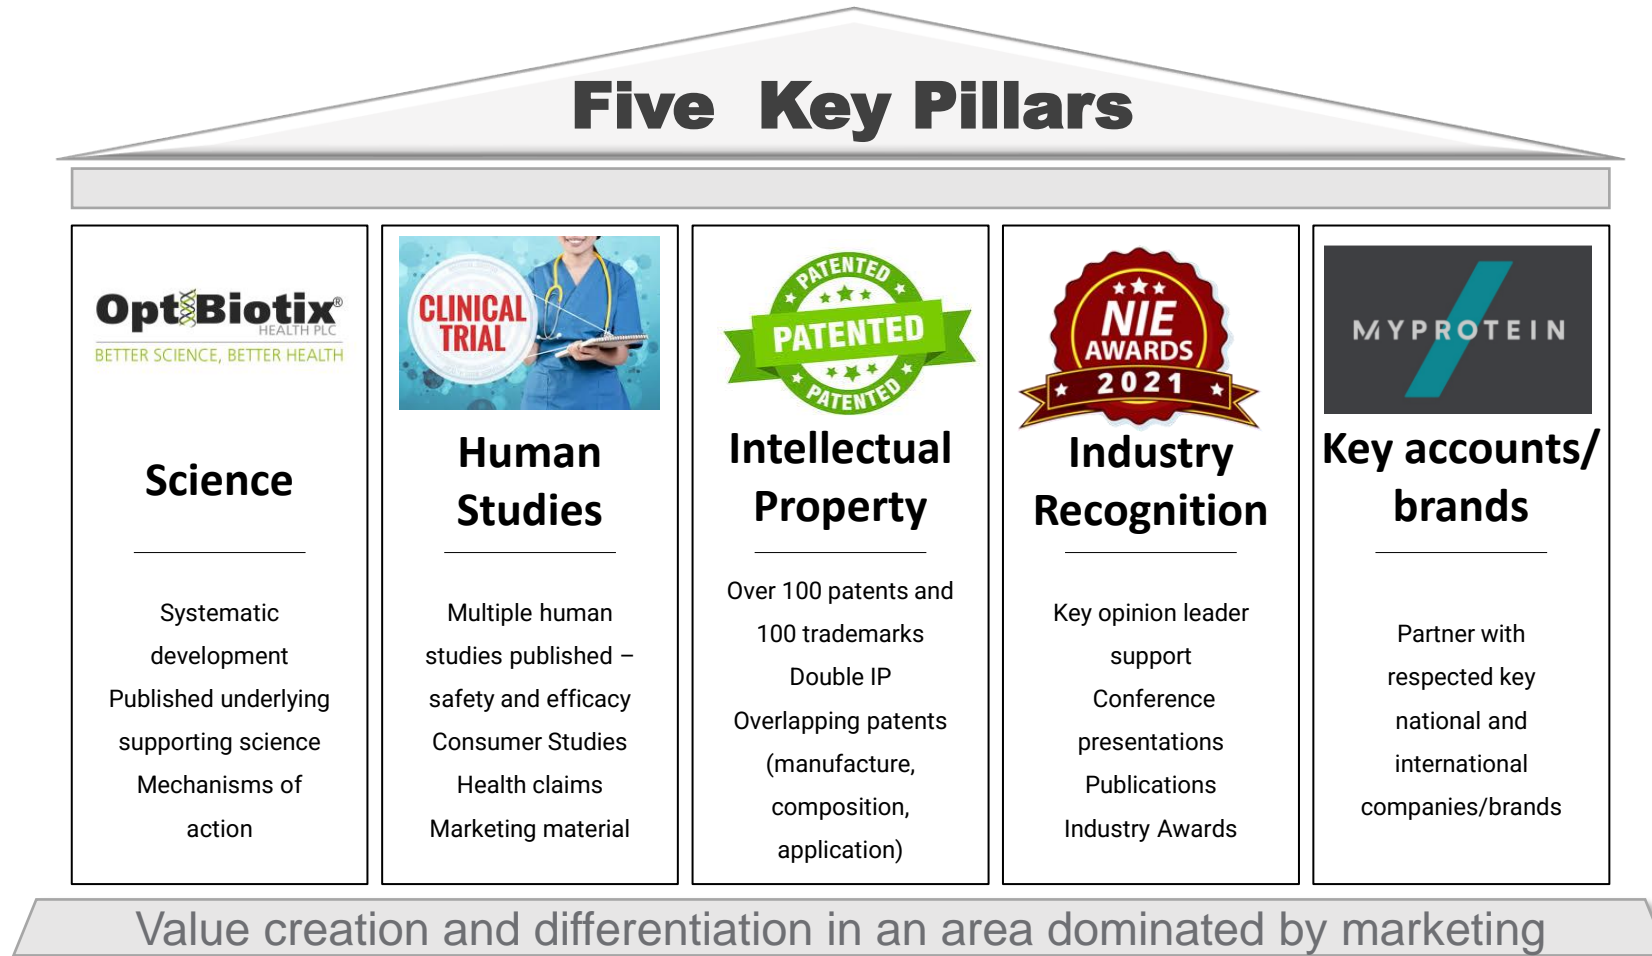 Five Key Pillars
OptiBiotix®
HEALTH PLC
BETTER SCIENCE, BETTER HEALTH
Science
Systematic
development
Published underlying
supporting science
Mechanisms of
action
CLINICAL
TRIAL
Human
Studies
Multiple human
studies published –
safety and efficacy
Consumer Studies
Health claims
Marketing material
PATENTED
PATENTED
PATENTED
Intellectual
Property
Over 100 patents and
100 trademarks
Double IP
Overlapping patents
(manufacture,
composition,
application)
NIE
AWARDS
2021
Industry
Recognition
Key opinion leader
support
Conference
presentations
Publications
Industry Awards
MYPROTEIN
Key accounts/
brands
Partner with
respected key
national and
international
companies/brands
Value creation and differentiation in an area dominated by marketing